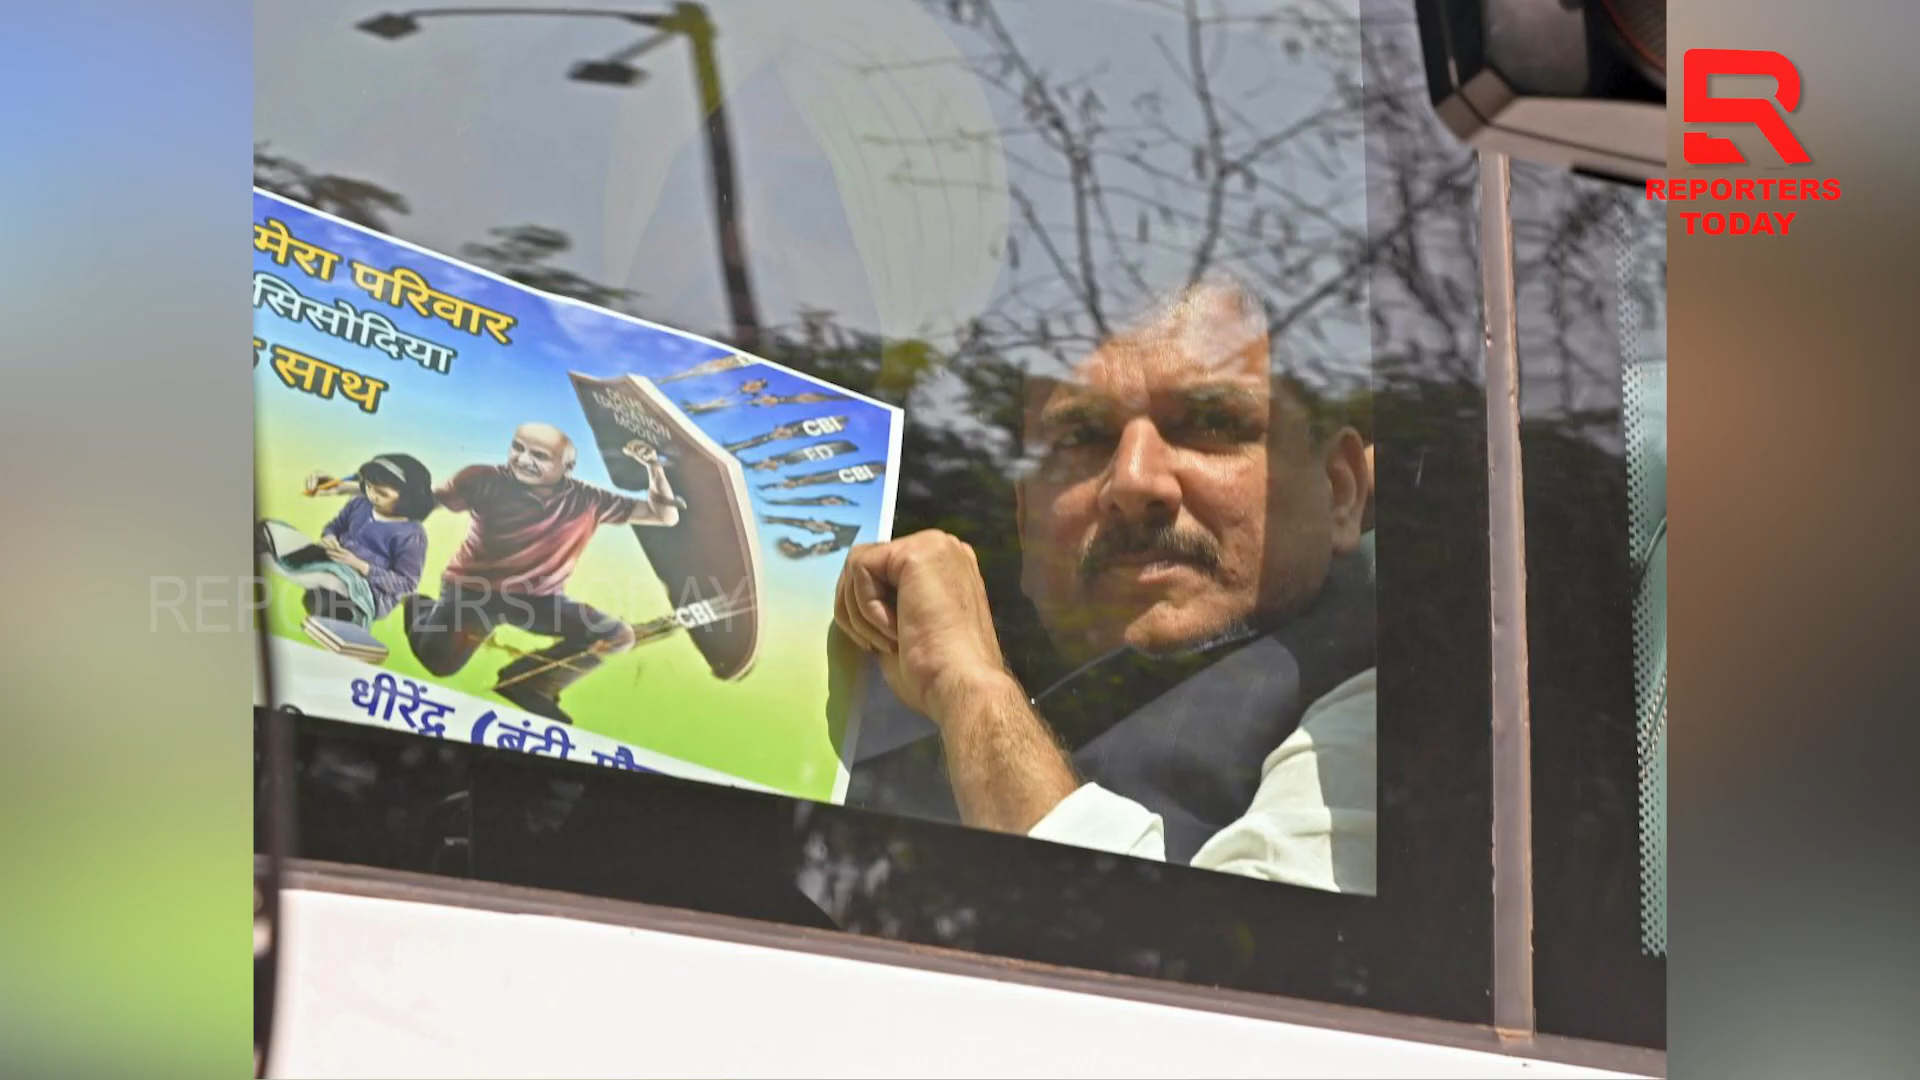 मेरा परिवार
सिसोदिया
साथ
DELHI
EDUCATION
MODEL
CBI
ED
CBI
CBI
धीरेंद्र (बंटी
REPORTERSTODAY
REPORTERS
TODAY